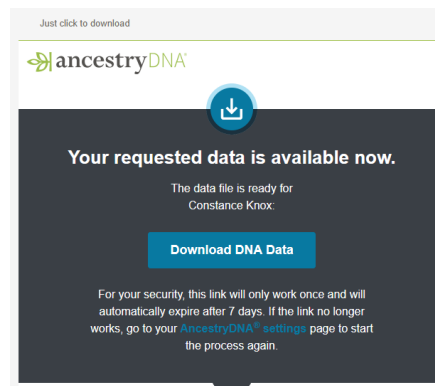 Just click to download
ancestryDNA®
Your requested data is available now.
The data file is ready for
Constance Knox:
Download DNA Data
For your security, this link will only work once and will
automatically expire after 7 days. If the link no longer
works, go to your AncestryDNA® settings page to start
the process again.